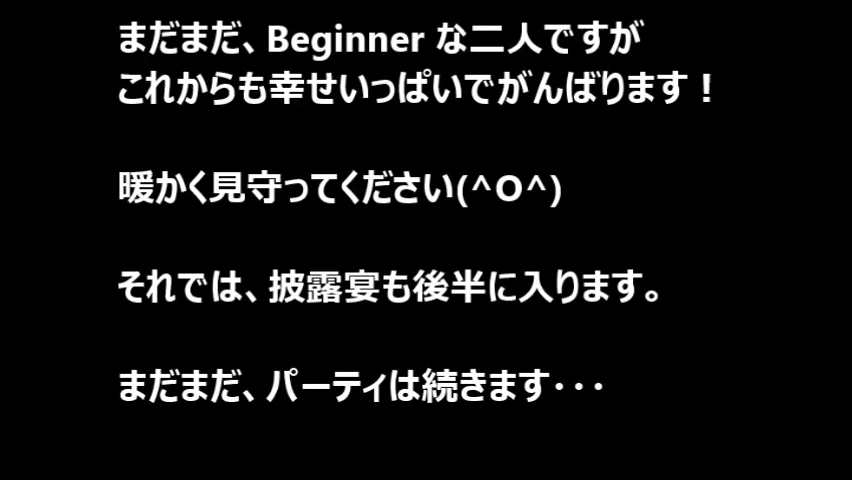 まだまだ、Beginner な二人ですが
これからも幸せいっぱいでがんばります！
暖かく見守ってください(^O^)
それでは、披露宴も後半に入ります。
まだまだ、パーティは続きます･･･